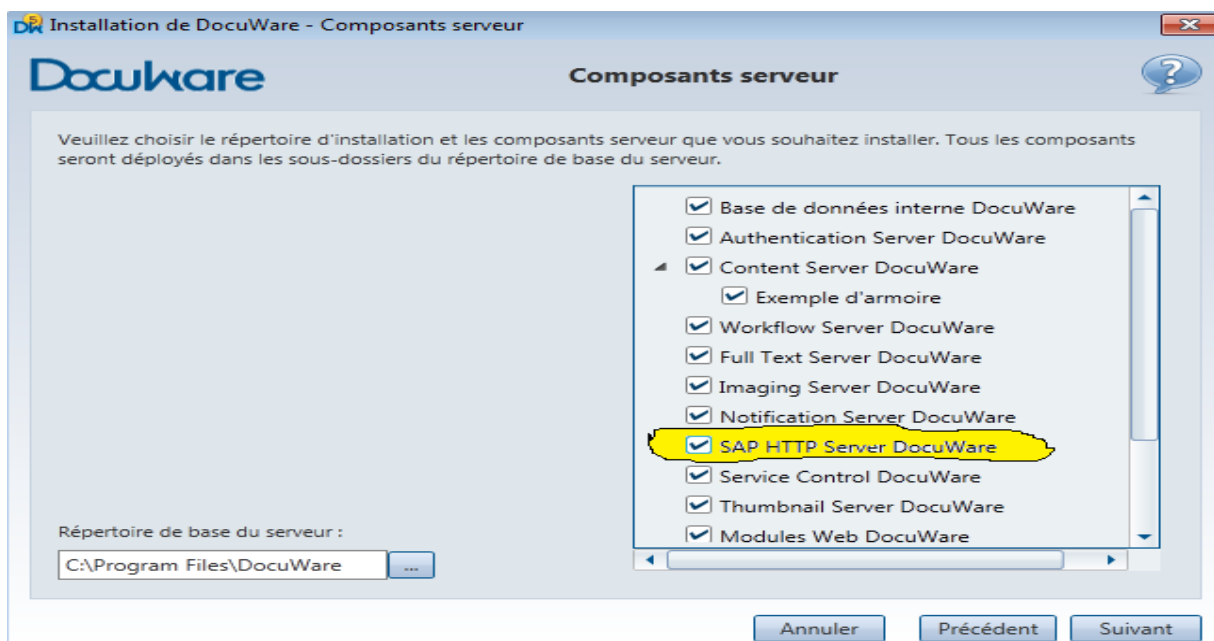 Installation de DocuWare - Composants serveur
DocuWare
Composants serveur
Veuillez choisir le répertoire d'installation et les composants serveur que vous souhaitez installer. Tous les composants
seront déployés dans les sous-dossiers du répertoire de base du serveur.
Base de données interne DocuWare
Authentication Server DocuWare
Content Server DocuWare
Exemple d'armoire
Workflow Server DocuWare
Full Text Server DocuWare
Imaging Server DocuWare
Notification Server DocuWare
SAP HTTP Server DocuWare
Service Control DocuWare
Thumbnail Server DocuWare
Modules Web DocuWare
Répertoire de base du serveur :
C:\Program Files\DocuWare
...
Annuler
Précédent
Suivant